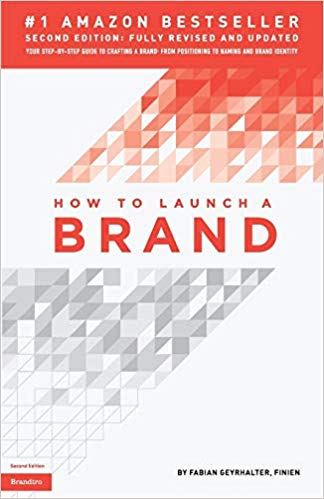 #1 AMAZON BESTSELLER
SECOND EDITION: FULLY REVISED AND UPDATED
YOUR STEP-BY-STEP GUIDE TO CRAFTING A BRAND: FROM POSITIONING TO NAMING AND BRAND IDENTITY
HOW TO LAUNCH A
BRAND
Second Edition
Brandtro
BY FABIAN GEYRHALTER, FINIEN